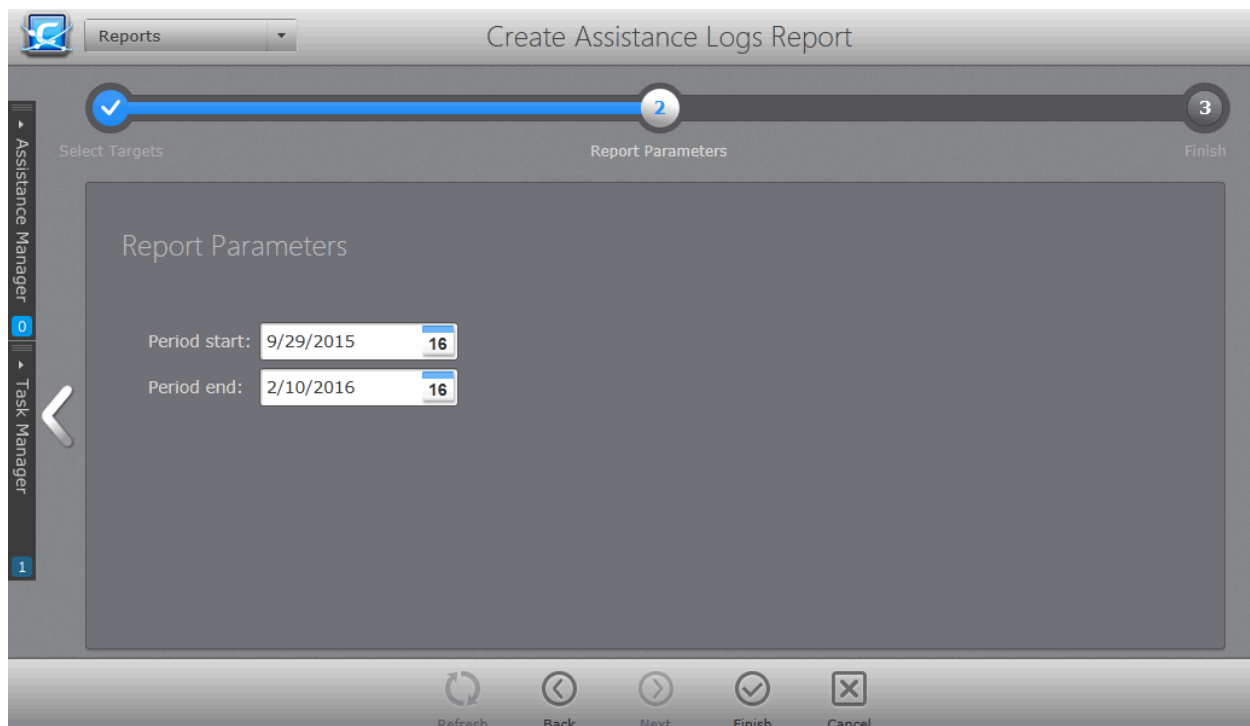 Reports
Create Assistance Logs Report
2
3
Select Targets
Report Parameters
Finish
Assistance Manager
0
Task Manager
1
Report Parameters
Period start: 9/29/2015 16
Period end: 2/10/2016 16
Refresh Back Next Finish Cancel